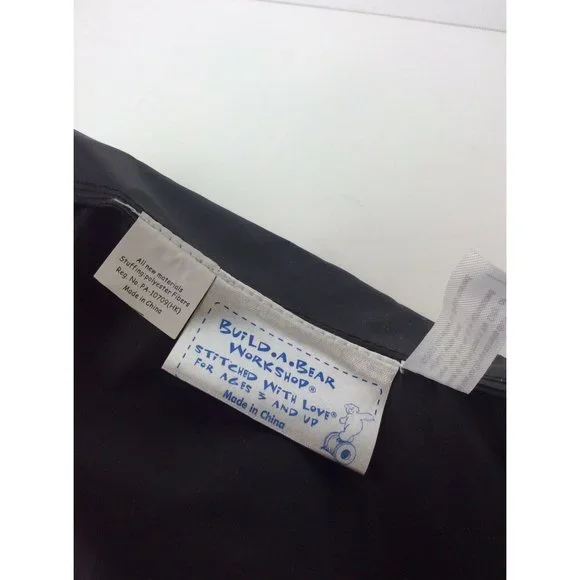 All new materials
Stuffing polyester Fibers
Reg. No PA-10709(HK)
Made in China
BUILD•A•BEAR
WORKSHOP®
STITCHED WITH LOVE®
FOR AGES 3 AND UP
Made in China